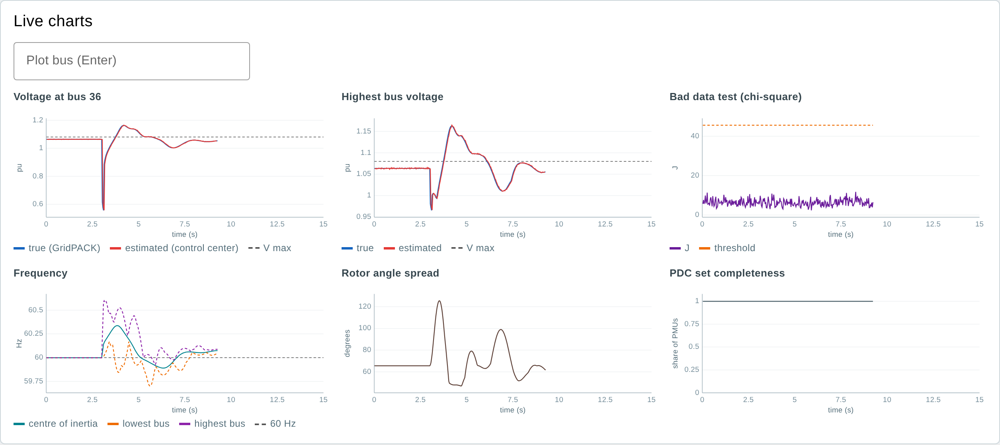 Live charts
Plot bus (Enter)
Voltage at bus 36
1.2
1
0.8
0.6
pu
0 2.5 5 7.5 10 12.5 15
time (s)
true (GridPACK) estimated (control center) V max
Highest bus voltage
1.15
1.1
1.05
1
0.95
pu
0 2.5 5 7.5 10 12.5 15
time (s)
true estimated V max
Bad data test (chi-square)
40
20
0
J
0 2.5 5 7.5 10 12.5 15
time (s)
J threshold
Frequency
60.5
60.25
60
59.75
Hz
0 2.5 5 7.5 10 12.5 15
time (s)
centre of inertia lowest bus highest bus 60 Hz
Rotor angle spread
120
100
80
60
degrees
0 2.5 5 7.5 10 12.5 15
time (s)
PDC set completeness
1
0.75
0.5
0.25
0
share of PMUs
0 2.5 5 7.5 10 12.5 15
time (s)